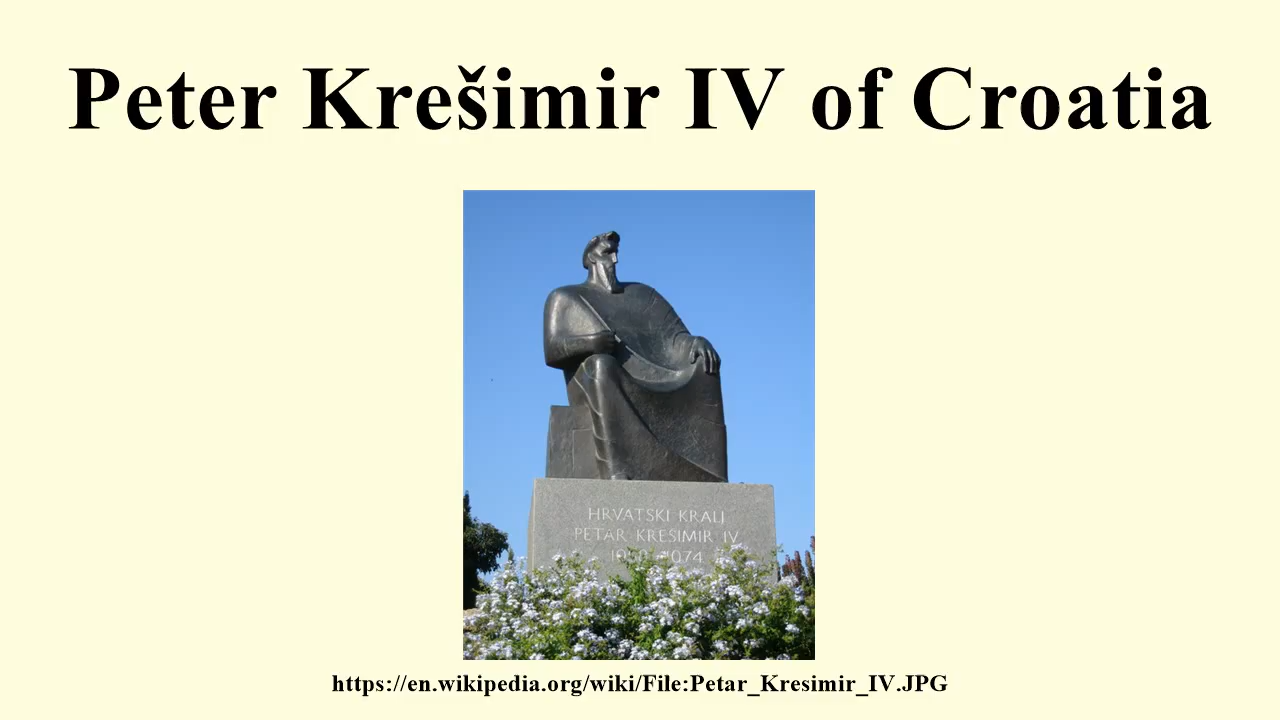 Peter Krešimir IV of Croatia
HRVATSKI KRALJ
PETAR KREŠIMIR IV
1074
https://en.wikipedia.org/wiki/File:Petar_Kresimir_IV.JPG